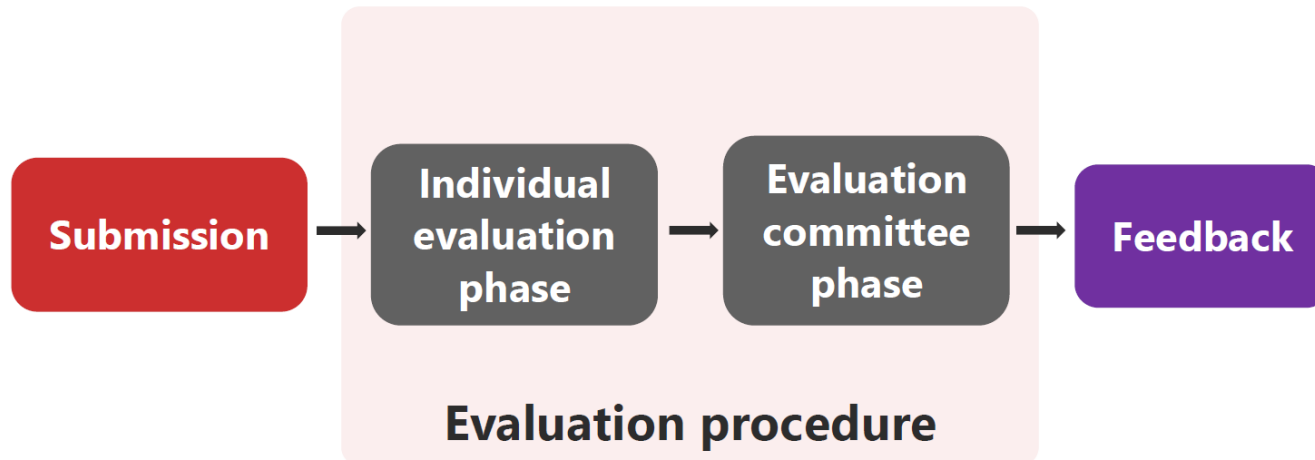 Submission
Individual
evaluation
phase
Evaluation
committee
phase
Feedback
Evaluation procedure